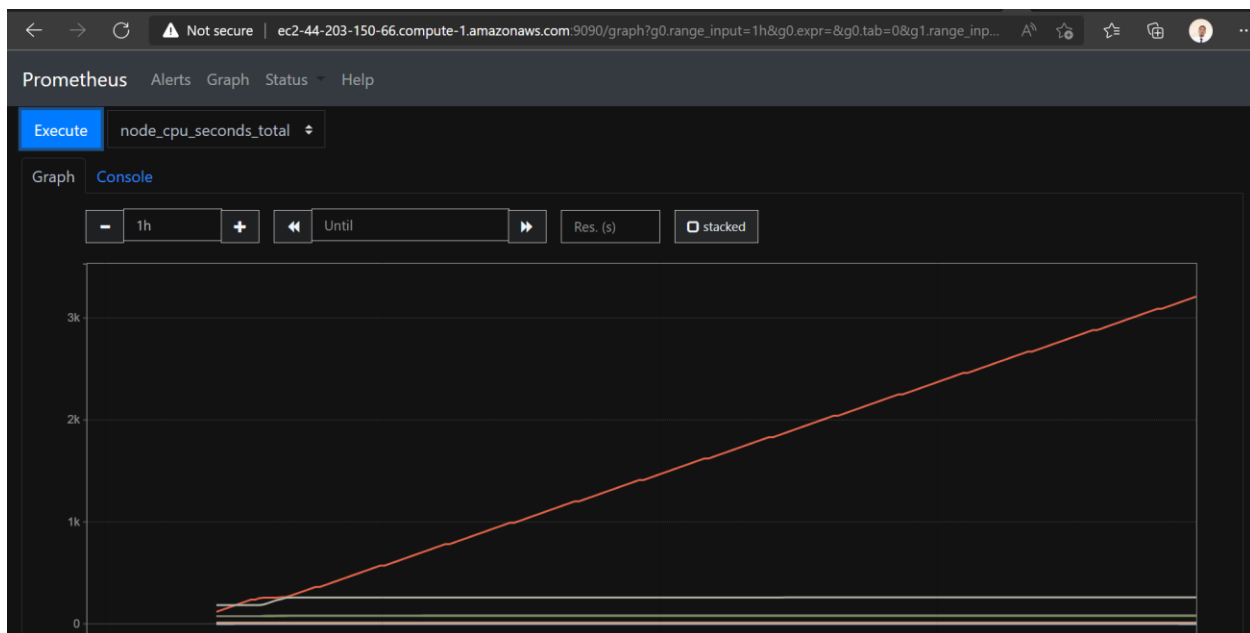 Not secure | ec2-44-203-150-66.compute-1.amazonaws.com:9090/graph?g0.range_input=1h&g0.expr=&g0.tab=0&g1.range_inp...
Prometheus Alerts Graph Status Help
Execute node_cpu_seconds_total
Graph Console
1h Until Res. (s) stacked
3k
2k
1k
0